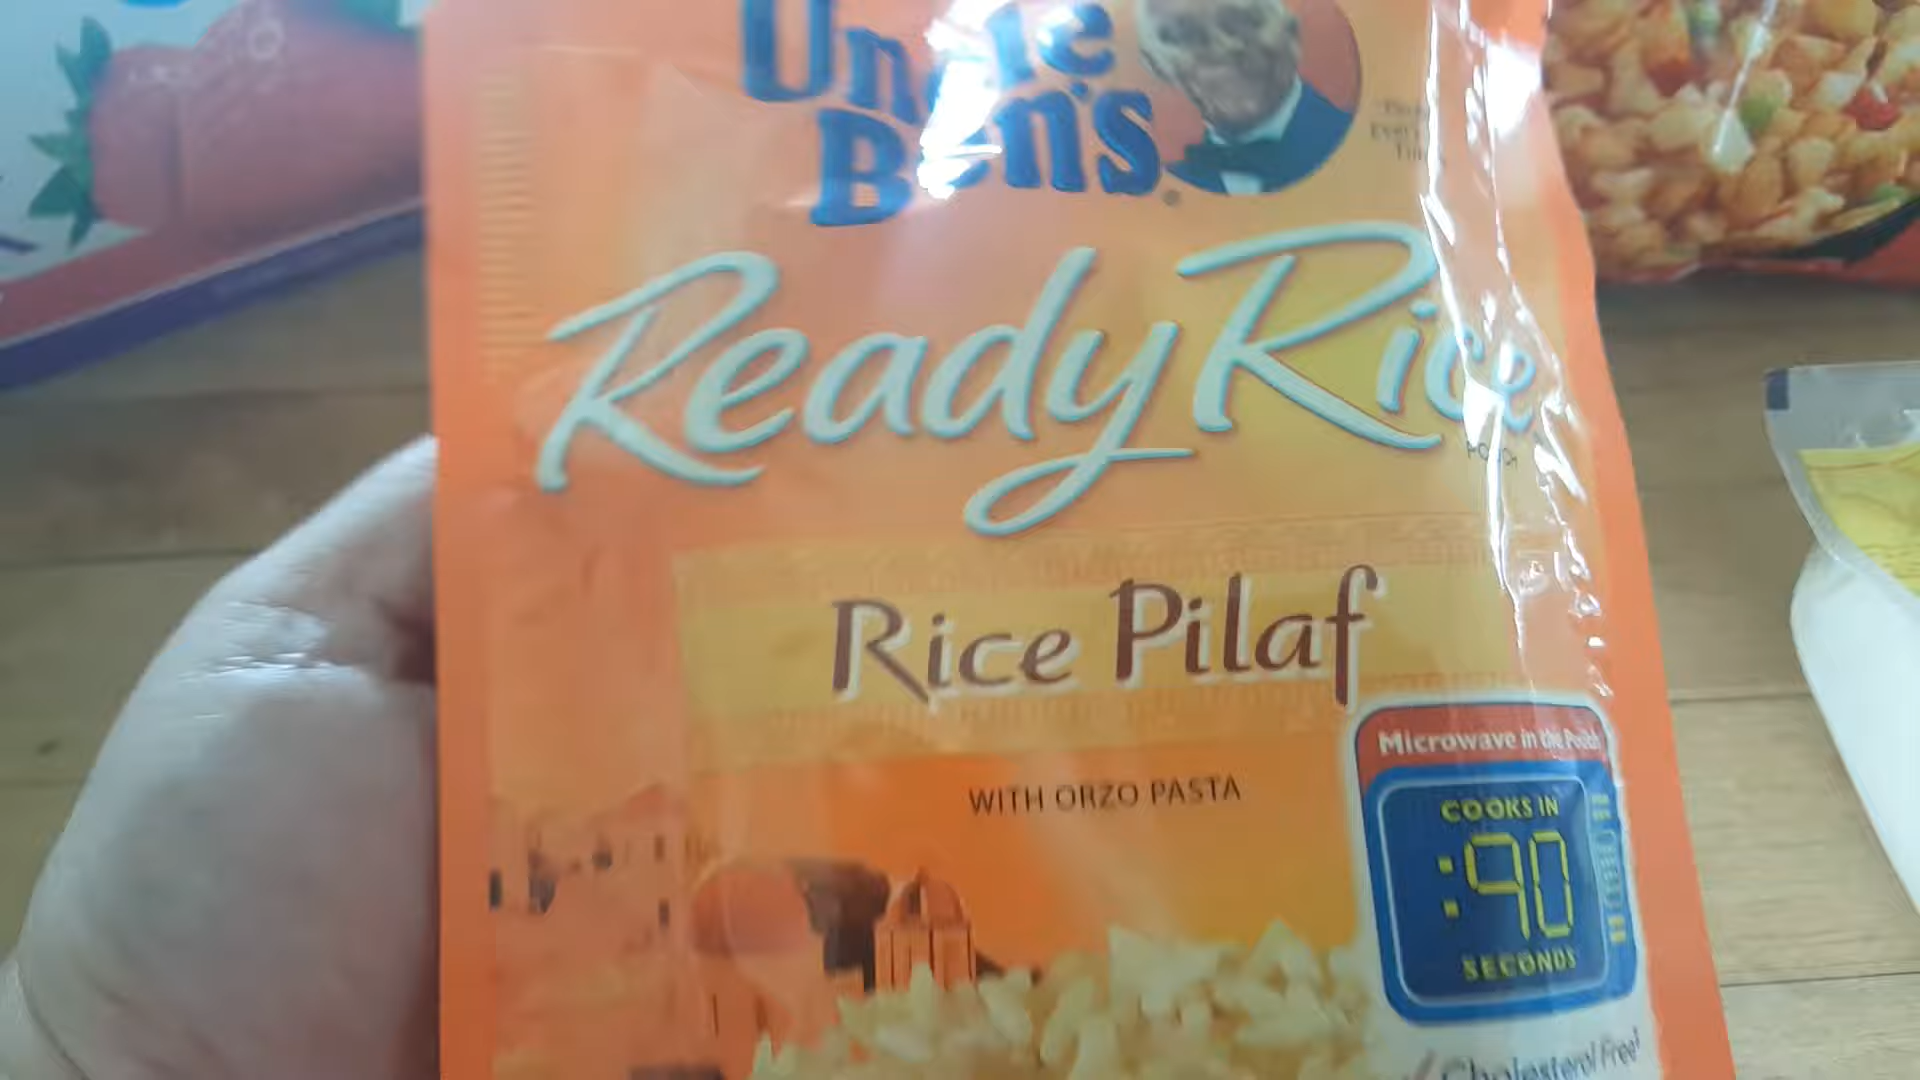 Uncle
Ben's
Ready Rice
Rice Pilaf
WITH ORZO PASTA
Microwave in the Pouch
COOKS IN
:90
SECONDS
Cholesterol Free